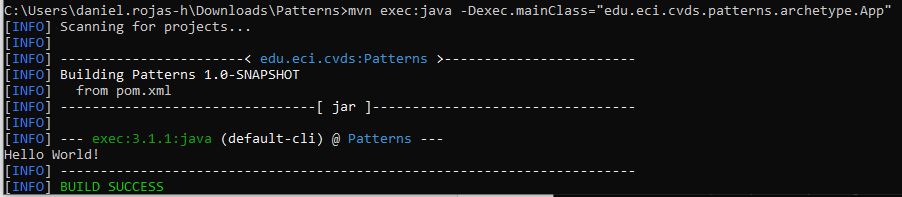 C:\Users\daniel.rojas-h\Downloads\Patterns>mvn exec:java -Dexec.mainClass="edu.eci.cvds.patterns.archetype.App"
[INFO] Scanning for projects...
[INFO]
[INFO] -----------------------< edu.eci.cvds:Patterns >------------------------
[INFO] Building Patterns 1.0-SNAPSHOT
[INFO]   from pom.xml
[INFO] --------------------------------[ jar ]---------------------------------
[INFO]
[INFO] --- exec:3.1.1:java (default-cli) @ Patterns ---
Hello World!
[INFO] ------------------------------------------------------------------------
[INFO] BUILD SUCCESS